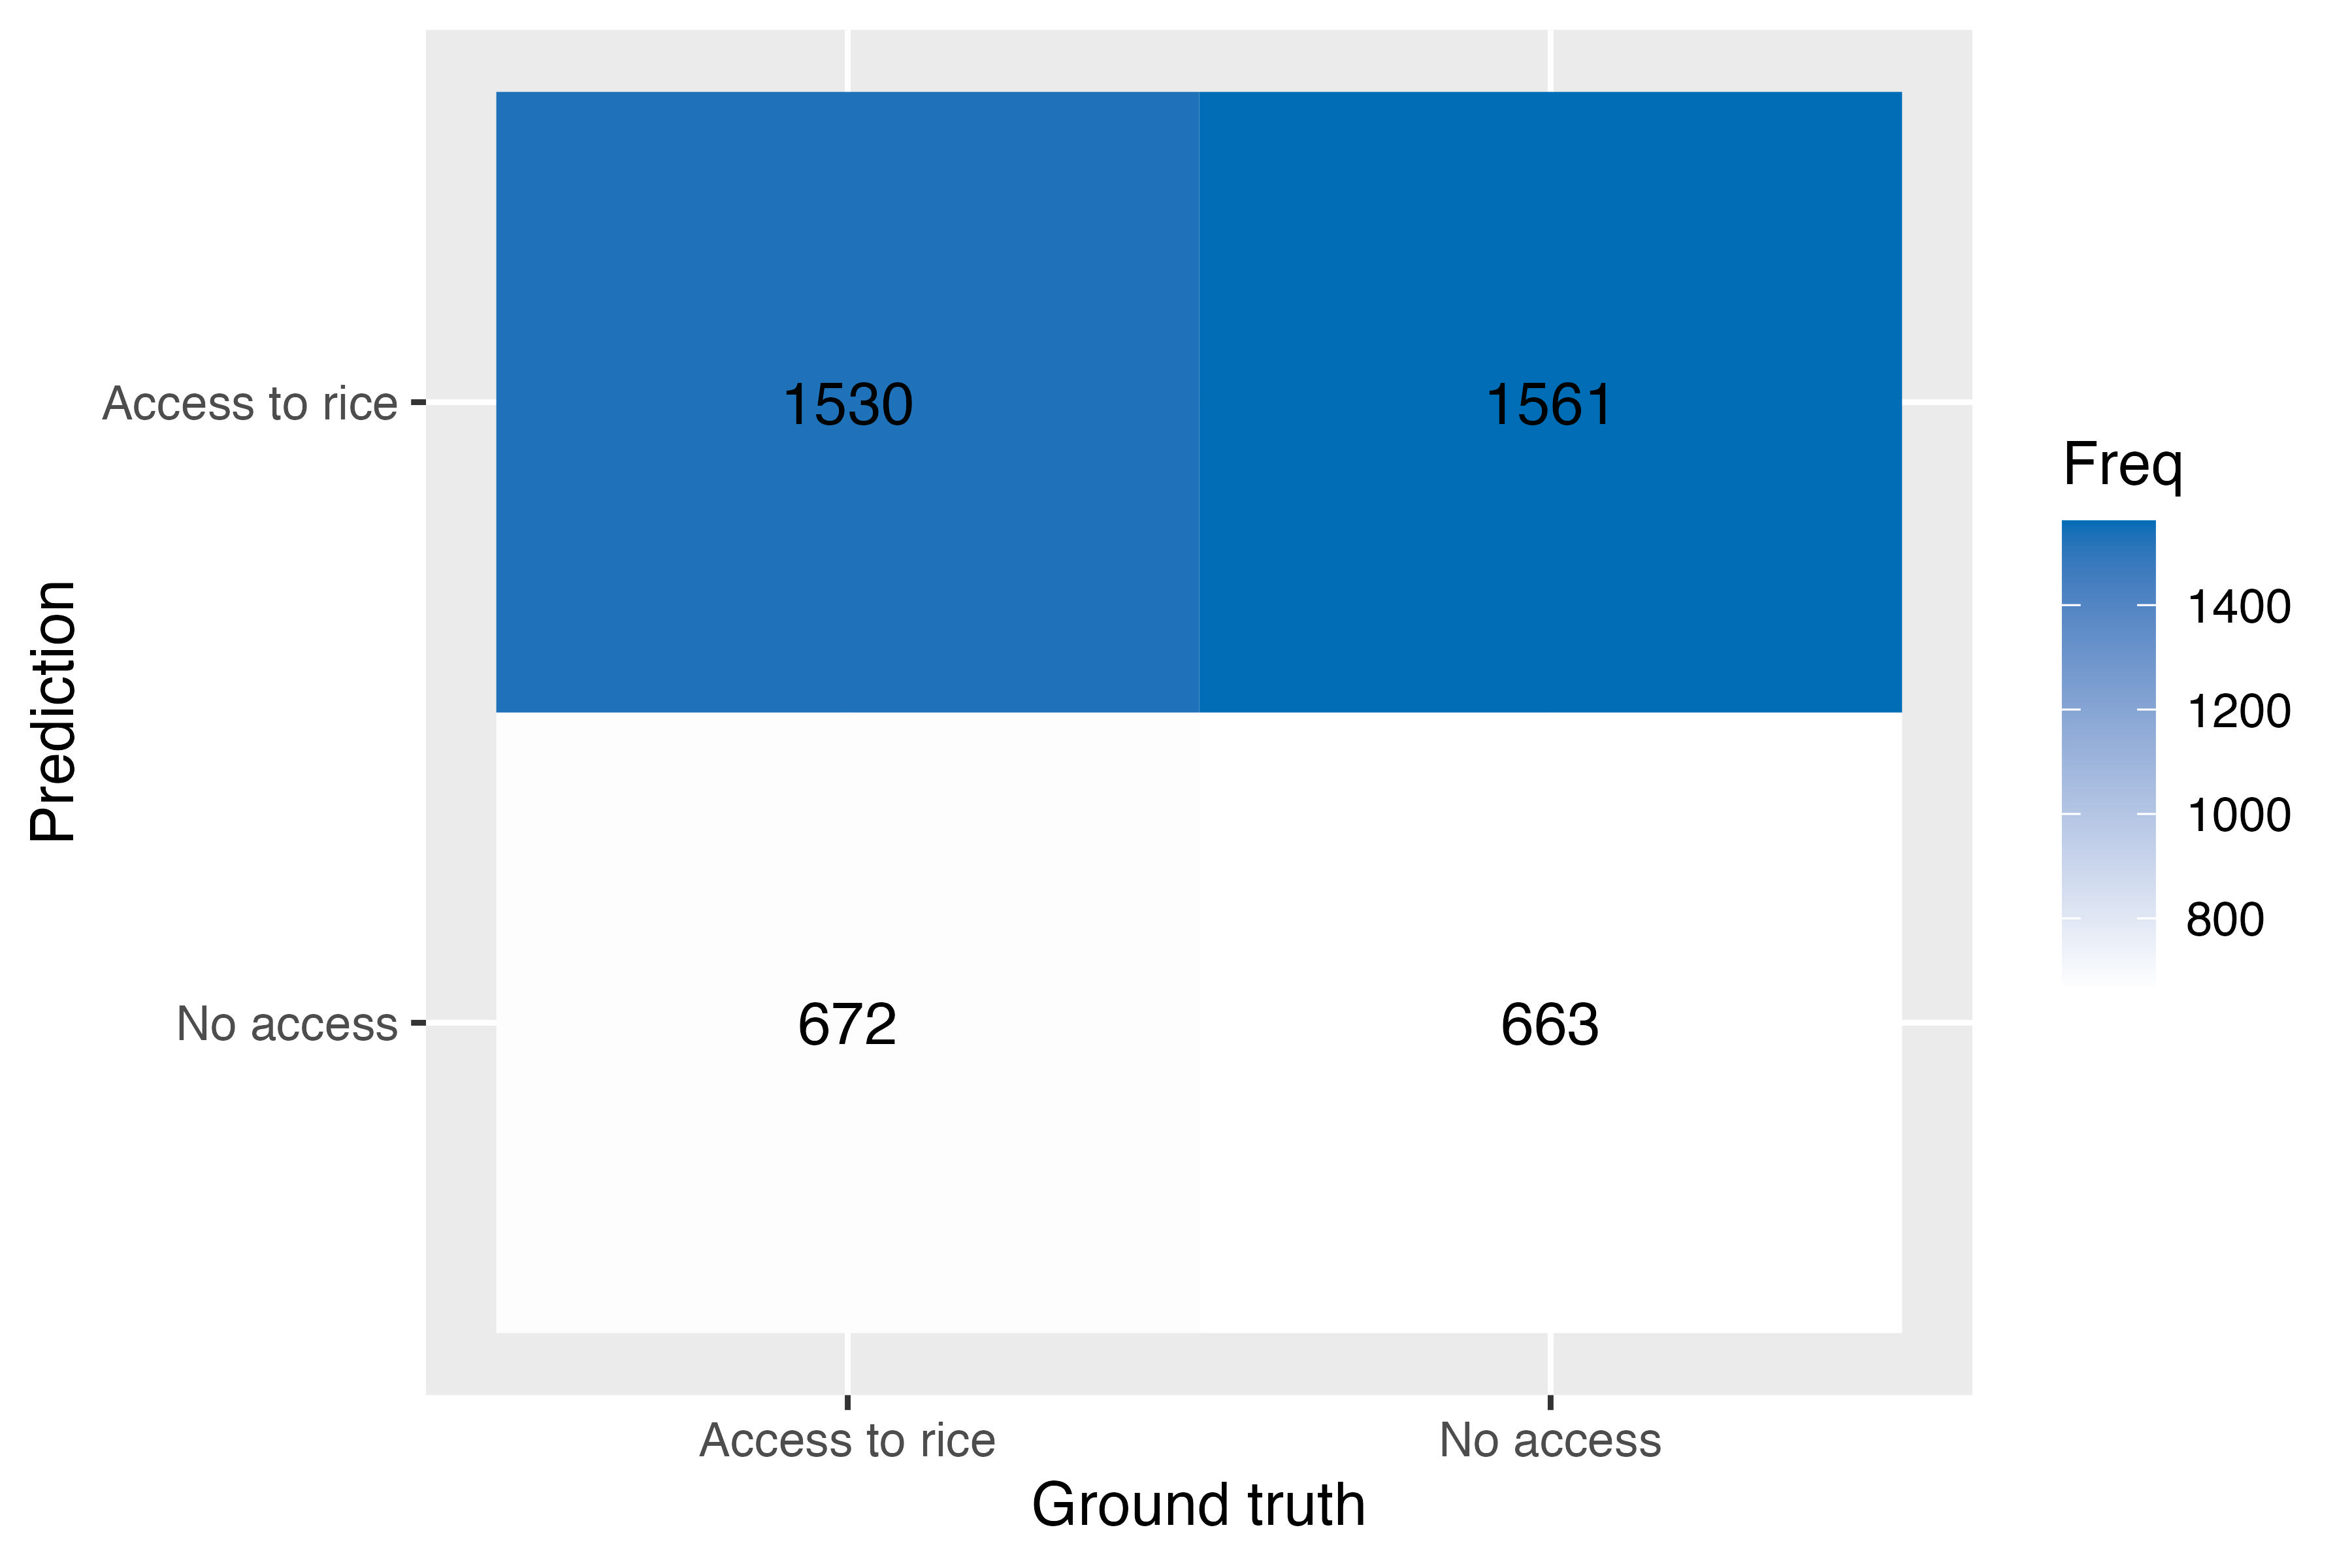 Prediction
Access to rice
No access
1530
1561
672
663
Access to rice
No access
Ground truth
Freq
1400
1200
1000
800